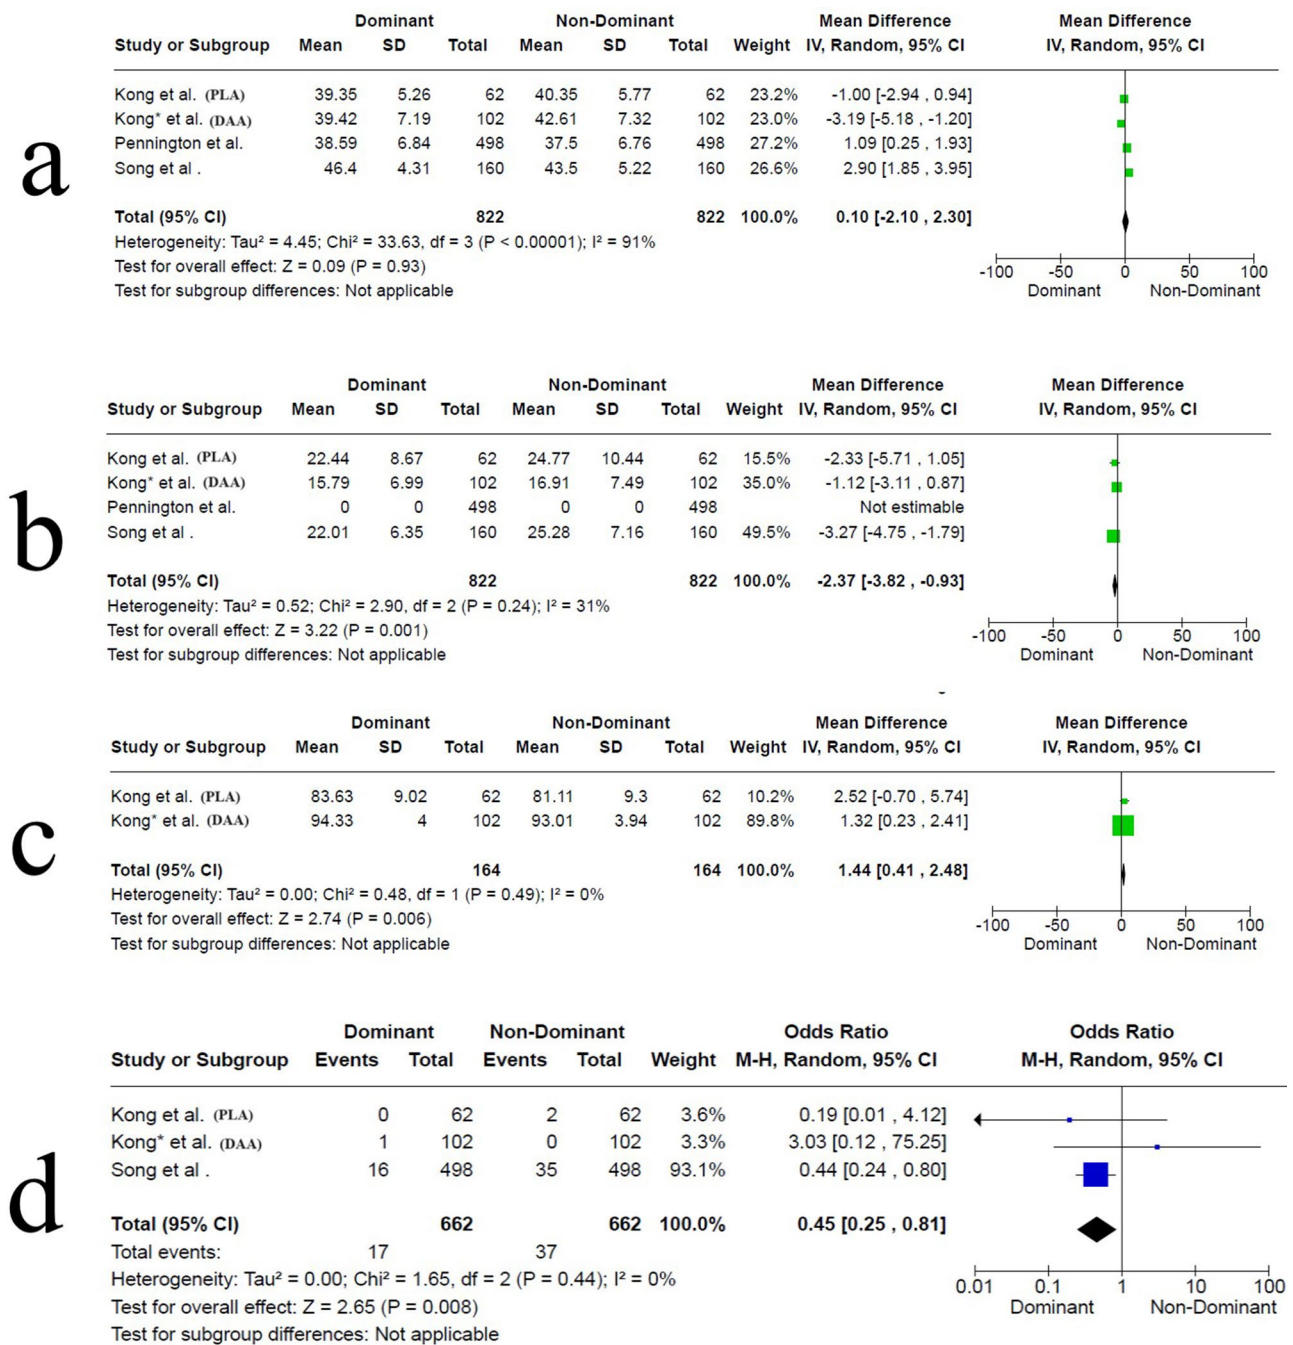 a
Dominant Non-Dominant Mean Difference Mean Difference
Study or Subgroup Mean SD Total Mean SD Total Weight IV, Random, 95% CI IV, Random, 95% CI
Kong et al. (PLA) 39.35 5.26 62 40.35 5.77 62 23.2% -1.00 [-2.94 , 0.94]
Kong* et al. (DAA) 39.42 7.19 102 42.61 7.32 102 23.0% -3.19 [-5.18 , -1.20]
Pennington et al. 38.59 6.84 498 37.5 6.76 498 27.2% 1.09 [0.25 , 1.93]
Song et al . 46.4 4.31 160 43.5 5.22 160 26.6% 2.90 [1.85 , 3.95]
Total (95% CI) 822 822 100.0% 0.10 [-2.10 , 2.30]
Heterogeneity: Tau² = 4.45; Chi² = 33.63, df = 3 (P < 0.00001); I² = 91%
Test for overall effect: Z = 0.09 (P = 0.93)
Test for subgroup differences: Not applicable
-100 -50 0 50 100
Dominant Non-Dominant
b
Dominant Non-Dominant Mean Difference Mean Difference
Study or Subgroup Mean SD Total Mean SD Total Weight IV, Random, 95% CI IV, Random, 95% CI
Kong et al. (PLA) 22.44 8.67 62 24.77 10.44 62 15.5% -2.33 [-5.71 , 1.05]
Kong* et al. (DAA) 15.79 6.99 102 16.91 7.49 102 35.0% -1.12 [-3.11 , 0.87]
Pennington et al. 0 0 498 0 0 498 Not estimable
Song et al . 22.01 6.35 160 25.28 7.16 160 49.5% -3.27 [-4.75 , -1.79]
Total (95% CI) 822 822 100.0% -2.37 [-3.82 , -0.93]
Heterogeneity: Tau² = 0.52; Chi² = 2.90, df = 2 (P = 0.24); I² = 31%
Test for overall effect: Z = 3.22 (P = 0.001)
Test for subgroup differences: Not applicable
-100 -50 0 50 100
Dominant Non-Dominant
c
Dominant Non-Dominant Mean Difference Mean Difference
Study or Subgroup Mean SD Total Mean SD Total Weight IV, Random, 95% CI IV, Random, 95% CI
Kong et al. (PLA) 83.63 9.02 62 81.11 9.3 62 10.2% 2.52 [-0.70 , 5.74]
Kong* et al. (DAA) 94.33 4 102 93.01 3.94 102 89.8% 1.32 [0.23 , 2.41]
Total (95% CI) 164 164 100.0% 1.44 [0.41 , 2.48]
Heterogeneity: Tau² = 0.00; Chi² = 0.48, df = 1 (P = 0.49); I² = 0%
Test for overall effect: Z = 2.74 (P = 0.006)
Test for subgroup differences: Not applicable
-100 -50 0 50 100
Dominant Non-Dominant
d
Dominant Non-Dominant Odds Ratio Odds Ratio
Study or Subgroup Events Total Events Total Weight M-H, Random, 95% CI M-H, Random, 95% CI
Kong et al. (PLA) 0 62 2 62 3.6% 0.19 [0.01 , 4.12]
Kong* et al. (DAA) 1 102 0 102 3.3% 3.03 [0.12 , 75.25]
Song et al . 16 498 35 498 93.1% 0.44 [0.24 , 0.80]
Total (95% CI) 662 662 100.0% 0.45 [0.25 , 0.81]
Total events: 17 37
Heterogeneity: Tau² = 0.00; Chi² = 1.65, df = 2 (P = 0.44); I² = 0%
Test for overall effect: Z = 2.65 (P = 0.008)
Test for subgroup differences: Not applicable
0.01 0.1 1 10 100
Dominant Non-Dominant